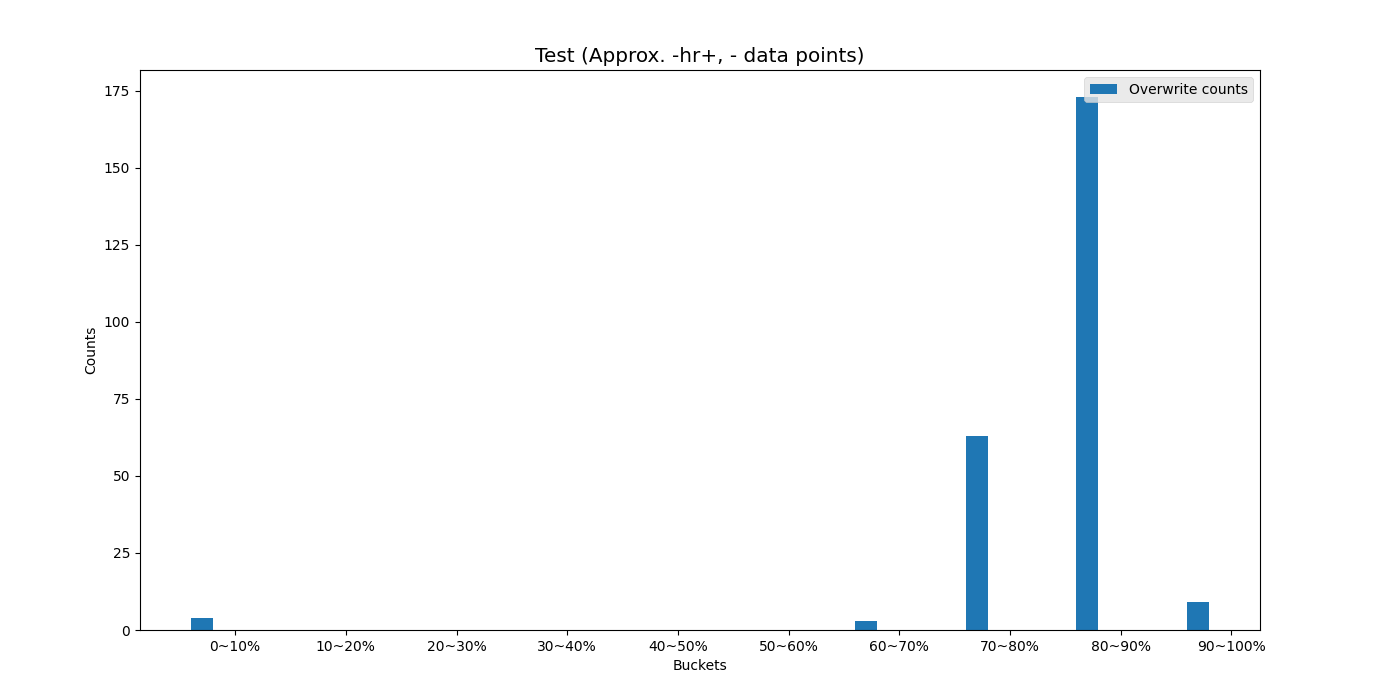 Test (Approx. -hr+, - data points)
Overwrite counts
175
150
125
100
75
50
25
0
Counts
0~10% 10~20% 20~30% 30~40% 40~50% 50~60% 60~70% 70~80% 80~90% 90~100%
Buckets